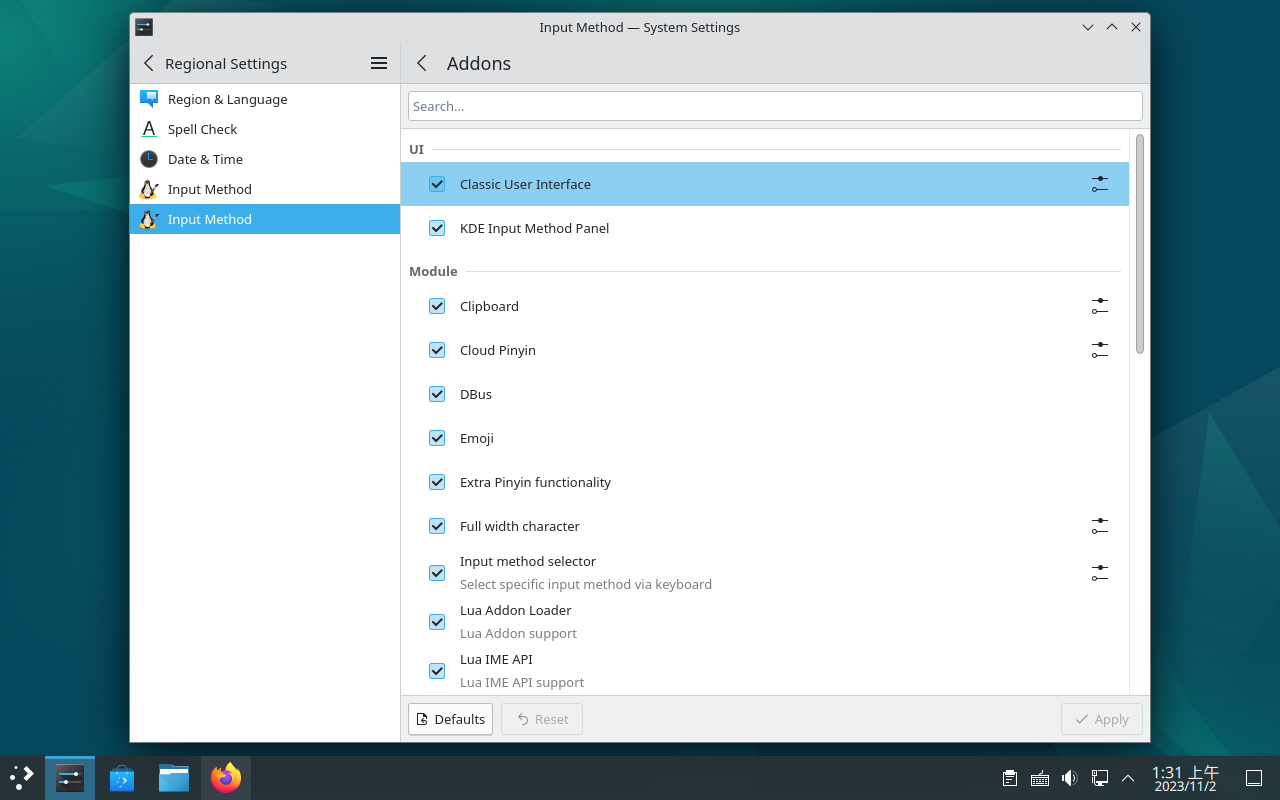 Input Method — System Settings
Regional Settings
Addons
Region & Language
Spell Check
Date & Time
Input Method
Input Method
Search...
UI
Classic User Interface
KDE Input Method Panel
Module
Clipboard
Cloud Pinyin
DBus
Emoji
Extra Pinyin functionality
Full width character
Input method selector
Select specific input method via keyboard
Lua Addon Loader
Lua Addon support
Lua IME API
Lua IME API support
Defaults
Reset
Apply
1:31 上午
2023/11/2